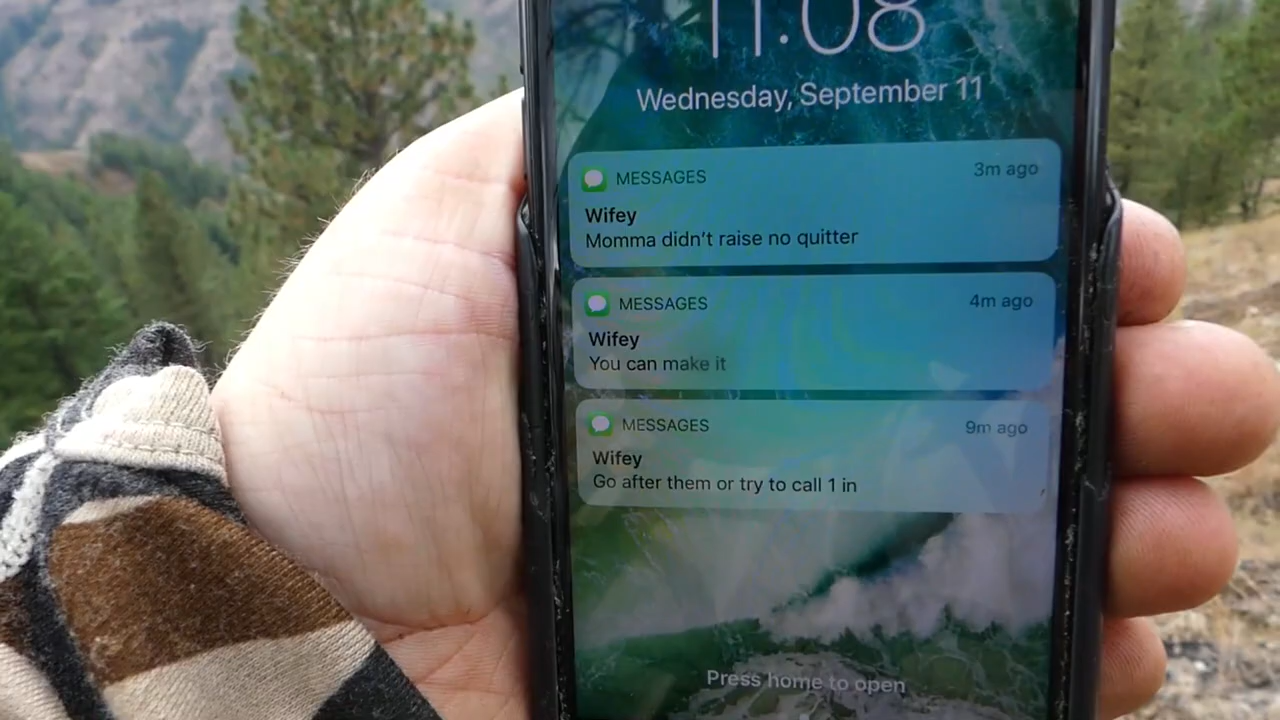 11:08
Wednesday, September 11
MESSAGES 3m ago
Wifey
Momma didn't raise no quitter
MESSAGES 4m ago
Wifey
You can make it
MESSAGES 9m ago
Wifey
Go after them or try to call 1 in
Press home to open